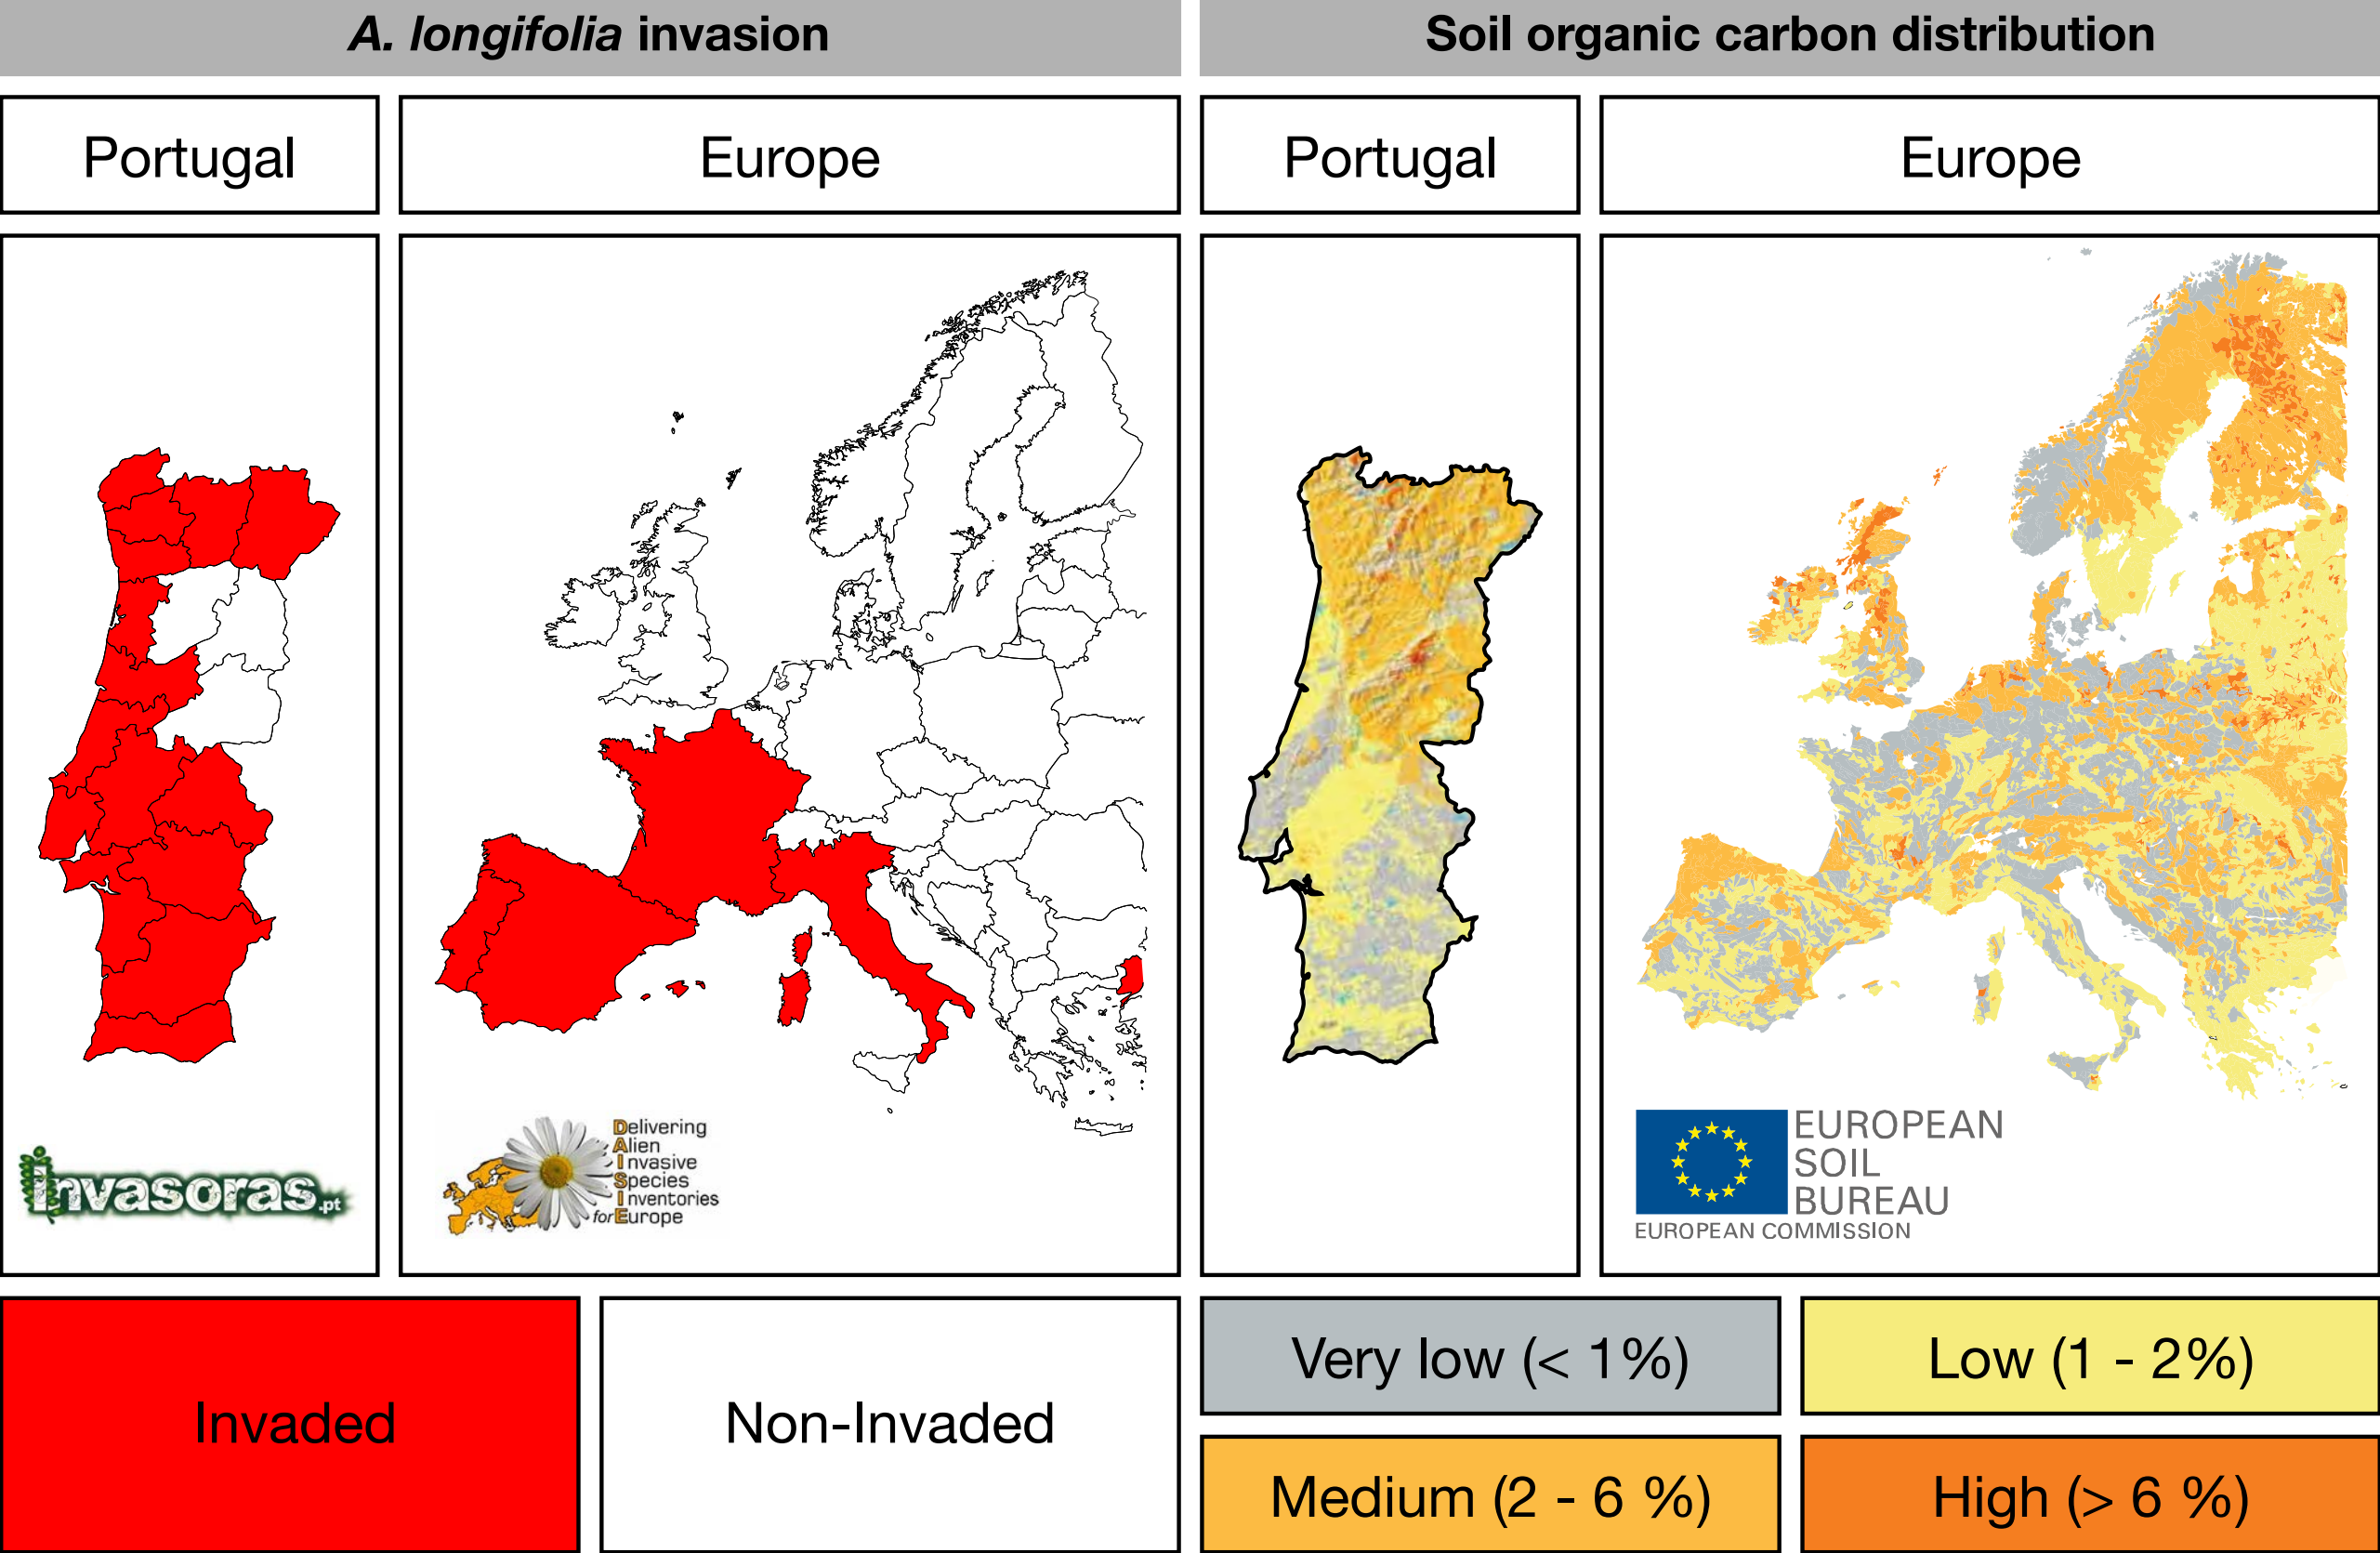 A. longifolia invasion
Soil organic carbon distribution
Portugal
Europe
Portugal
Europe
invasoras.pt
Delivering
Alien
Invasive
Species
Inventories
for Europe
EUROPEAN
SOIL
BUREAU
EUROPEAN COMMISSION
Invaded
Non-Invaded
Very low (< 1%)
Low (1 - 2%)
Medium (2 - 6 %)
High (> 6 %)